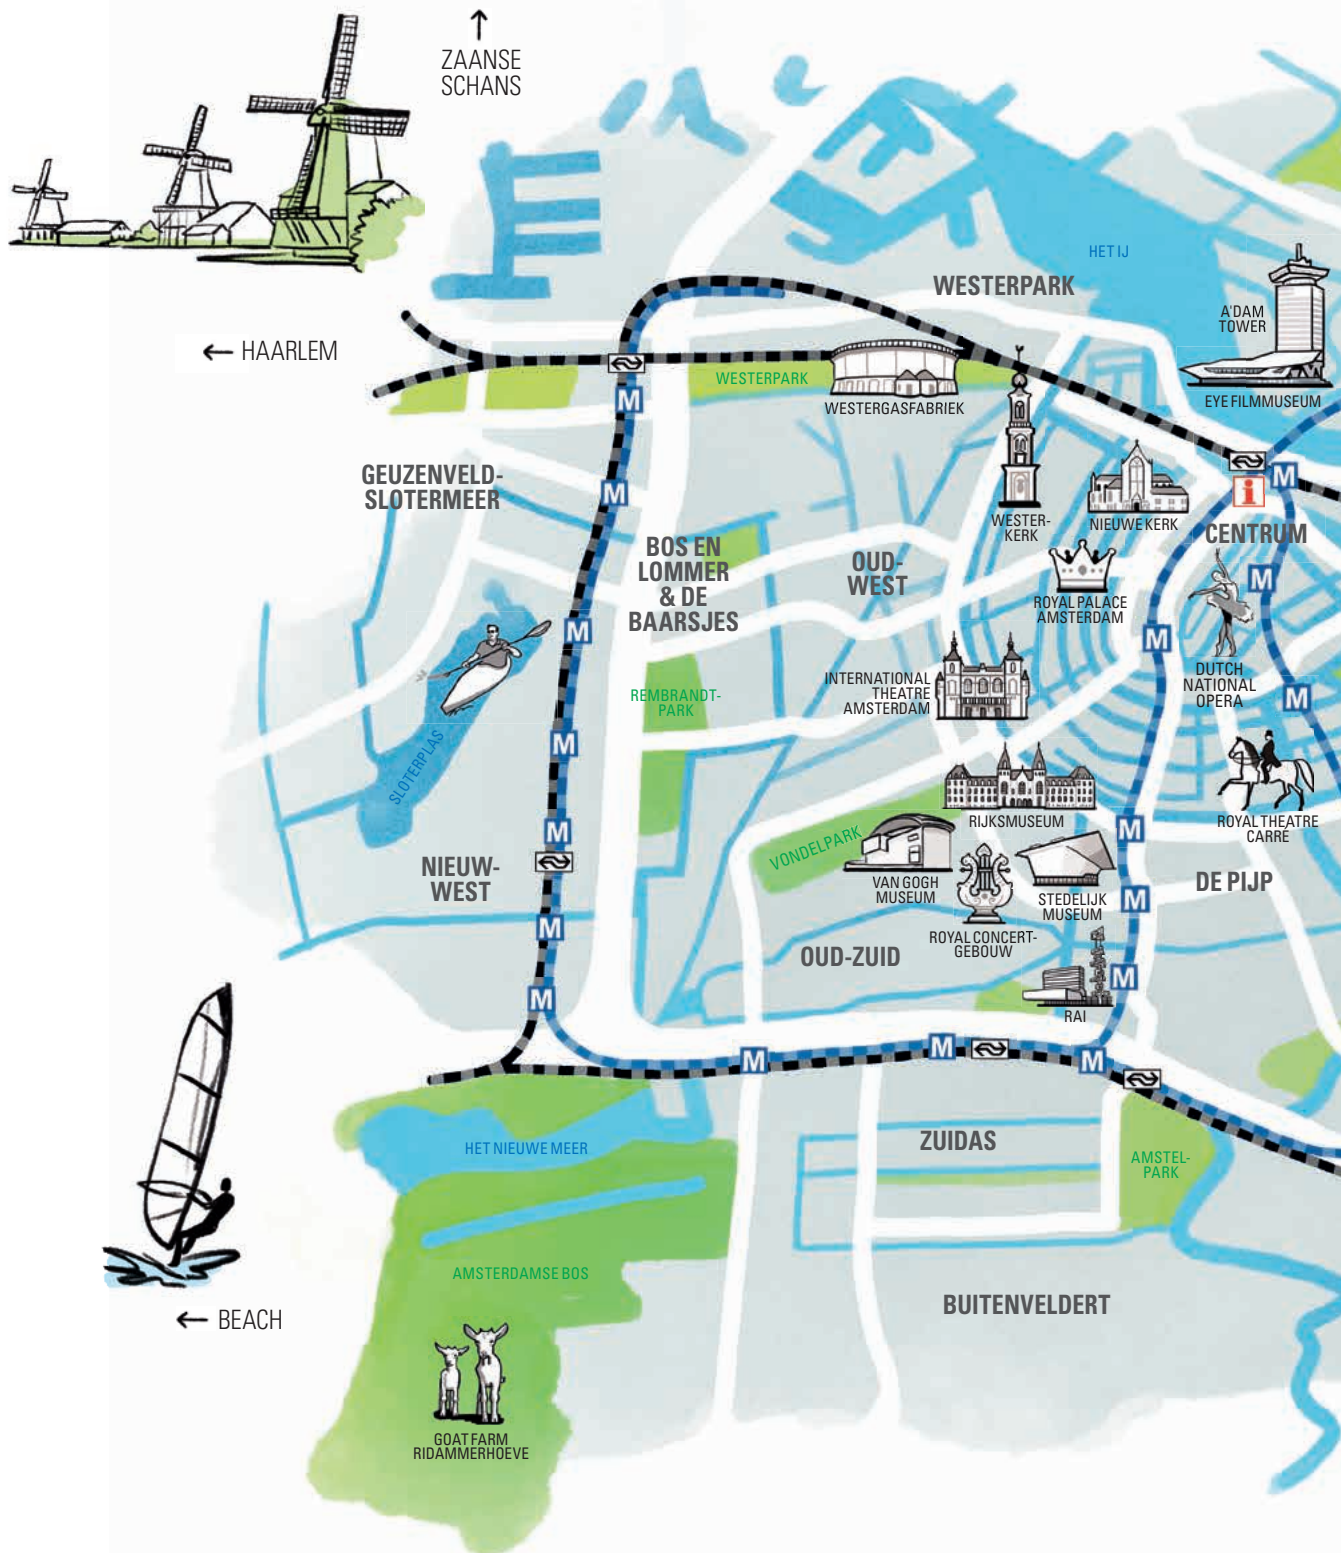 ZAANSE
SCHANS
HET IJ
WESTERPARK
A'DAM
TOWER
← HAARLEM
WESTERPARK
WESTERGASFABRIEK
EYE FILMMUSEUM
M
GEUZENVELD-
SLOTERMEER
M
M
i
WESTER-
KERK
NIEUWE KERK
CENTRUM
BOS EN
LOMMER
& DE
BAARSJES
OUD-
WEST
M
ROYAL PALACE
AMSTERDAM
M
M
DUTCH
NATIONAL
OPERA
INTERNATIONAL
THEATRE
AMSTERDAM
REMBRANDT-
PARK
M
M
SLOTERPLAS
RIJKSMUSEUM
ROYAL THEATRE
CARRÉ
M
M
VONDELPARK
NIEUW-
WEST
VAN GOGH
MUSEUM
STEDELIJK
MUSEUM
DE PIJP
M
M
ROYAL CONCERT-
GEBOUW
OUD-ZUID
M
M
RAI
M
M
M
ZUIDAS
HET NIEUWE MEER
AMSTEL-
PARK
AMSTERDAMSE BOS
← BEACH
BUITENVELDERT
GOAT FARM
RIDAMMERHOEVE